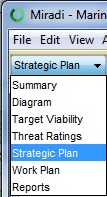 Miradi - Marin
File Edit View A
Strategic Plan
Summary
Diagram
Target Viability
Threat Ratings
Strategic Plan
Work Plan
Reports